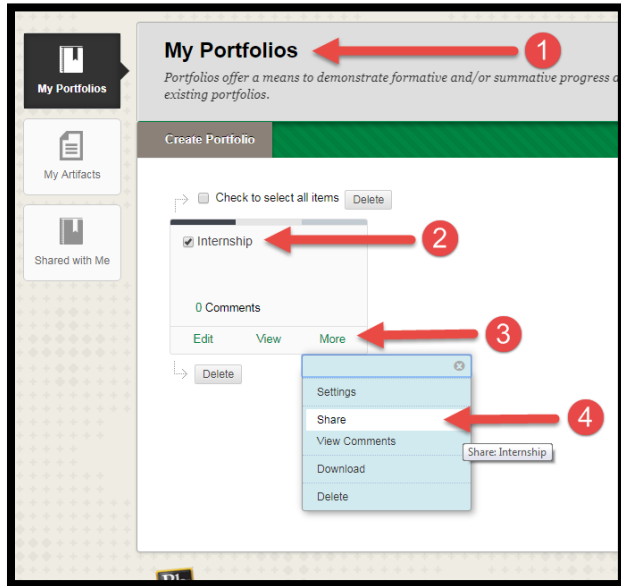 My Portfolios
1
Portfolios offer a means to demonstrate formative and/or summative progress
existing portfolios.
My Portfolios
Create Portfolio
My Artifacts
Check to select all items Delete
Internship
2
Shared with Me
0 Comments
Edit View More
3
Delete
Settings
Share
4
View Comments
Share: Internship
Download
Delete